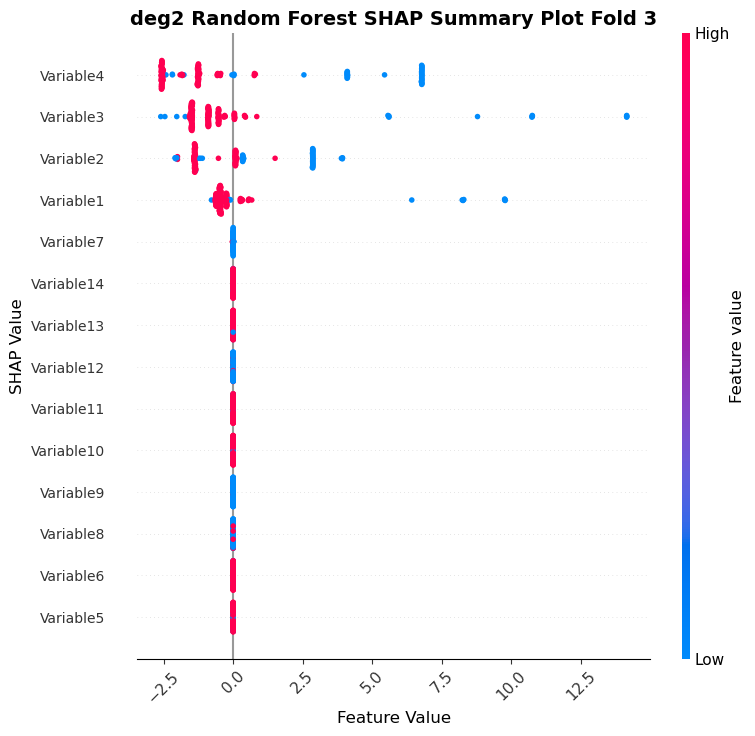 deg2 Random Forest SHAP Summary Plot Fold 3
High
Variable4
Variable3
Variable2
Variable1
Variable7
Variable14
Variable13
Variable12
Variable11
Variable10
Variable9
Variable8
Variable6
Variable5
SHAP Value
Feature value
Low
−2.5
0.0
2.5
5.0
7.5
10.0
12.5
Feature Value